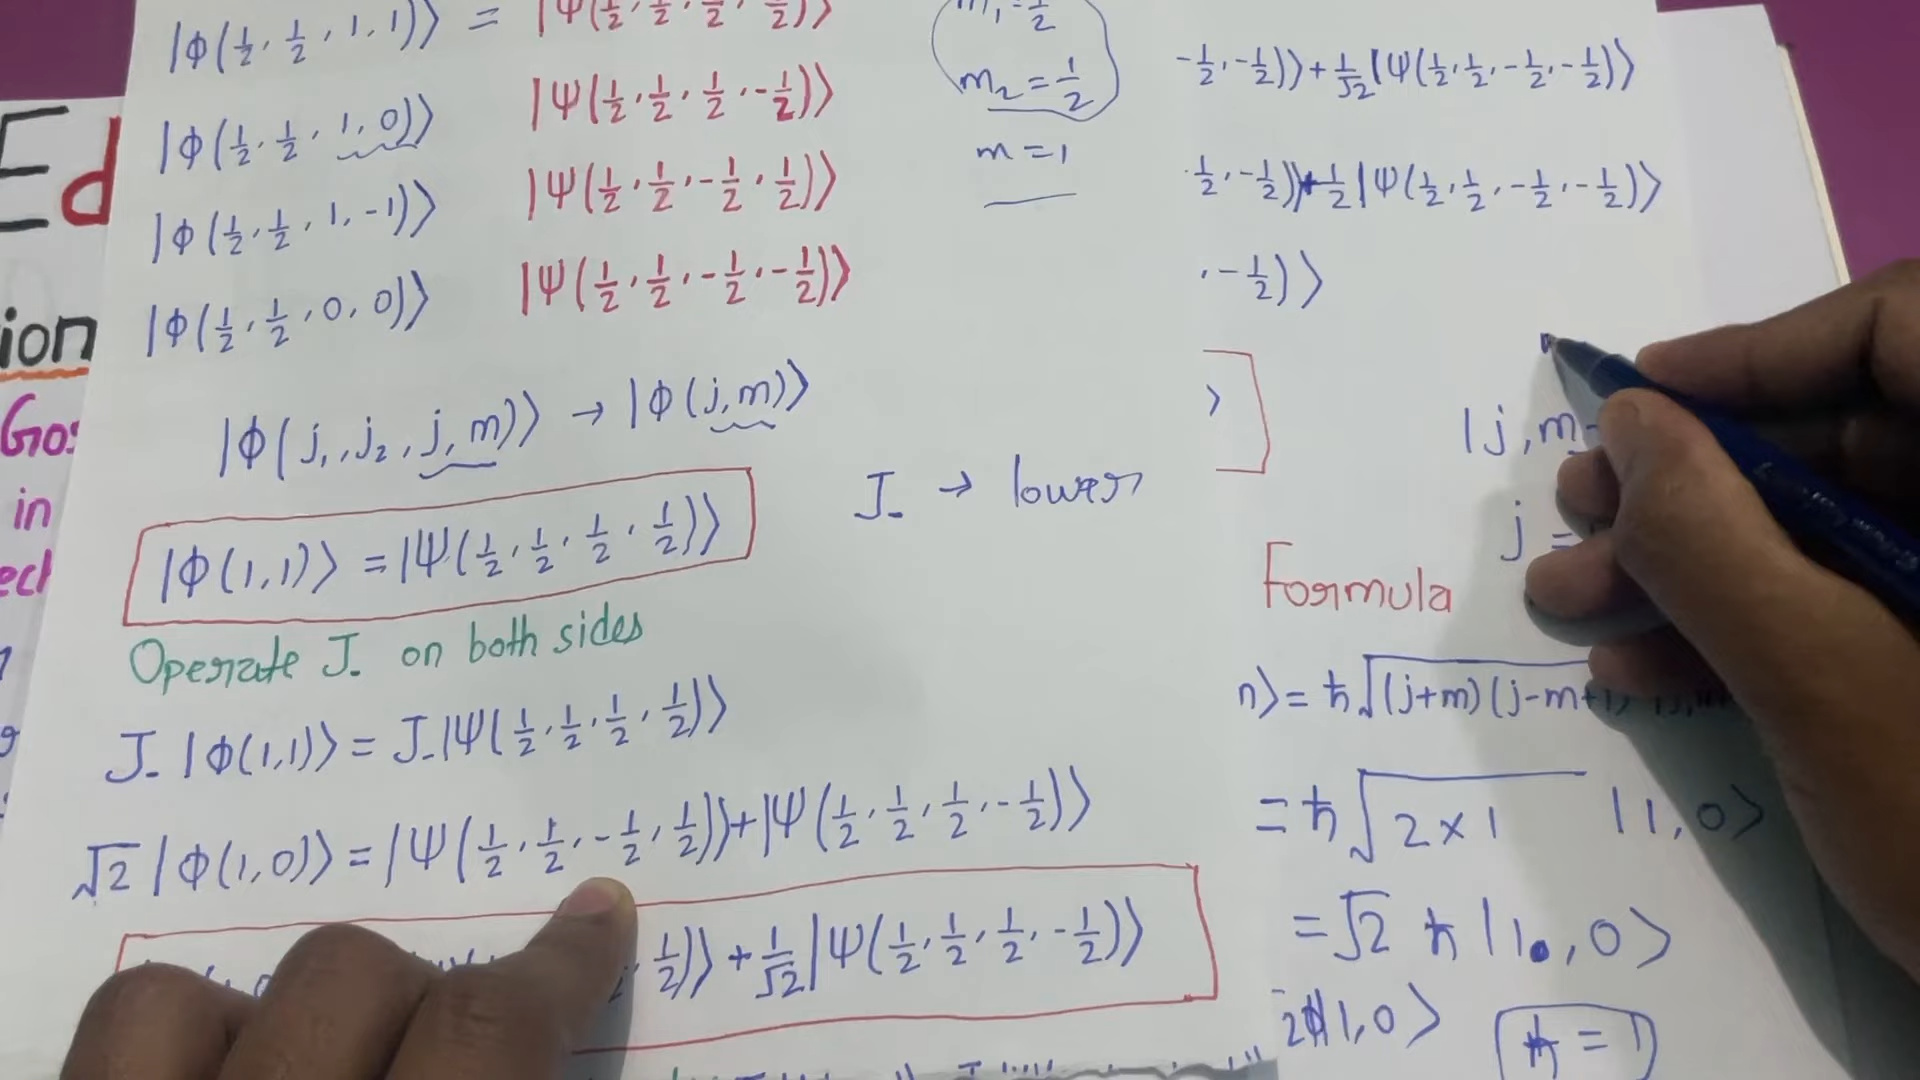 |Φ(1/2, 1/2, 1, 1)⟩ = |Ψ(1/2, 1/2, 1/2, 1/2)⟩
|Φ(1/2, 1/2, 1, 0)⟩ |Ψ(1/2, 1/2, 1/2, -1/2)⟩
|Φ(1/2, 1/2, 1, -1)⟩ |Ψ(1/2, 1/2, -1/2, 1/2)⟩
|Φ(1/2, 1/2, 0, 0)⟩ |Ψ(1/2, 1/2, -1/2, -1/2)⟩
m₂ = 1/2
m = 1
|Φ(j₁, j₂, j, m)⟩ → |Φ(j, m)⟩
|Φ(1,1)⟩ = |Ψ(1/2, 1/2, 1/2, 1/2)⟩
J₋ → lower
Operate J₋ on both sides
J₋ |Φ(1,1)⟩ = J₋|Ψ(1/2, 1/2, 1/2, 1/2)⟩
√2 |Φ(1,0)⟩ = |Ψ(1/2, 1/2, -1/2, 1/2)⟩ + |Ψ(1/2, 1/2, 1/2, -1/2)⟩
1/2)⟩ + 1/√2 |Ψ(1/2, 1/2, 1/2, -1/2)⟩
-1/2, -1/2)⟩ + 1/√2 |Ψ(1/2, 1/2, -1/2, -1/2)⟩
1/2, -1/2)⟩ + 1/2 |Ψ(1/2, 1/2, -1/2, -1/2)⟩
, -1/2)⟩
⟩
|j, m-
j =
Formula
⟩ = ħ√(j+m)(j-m+1)
= ħ√2×1 |1,0⟩
= √2 ħ |1,0⟩
|1,0⟩
ħ = 1
Ed
ion
Gos
in
ech